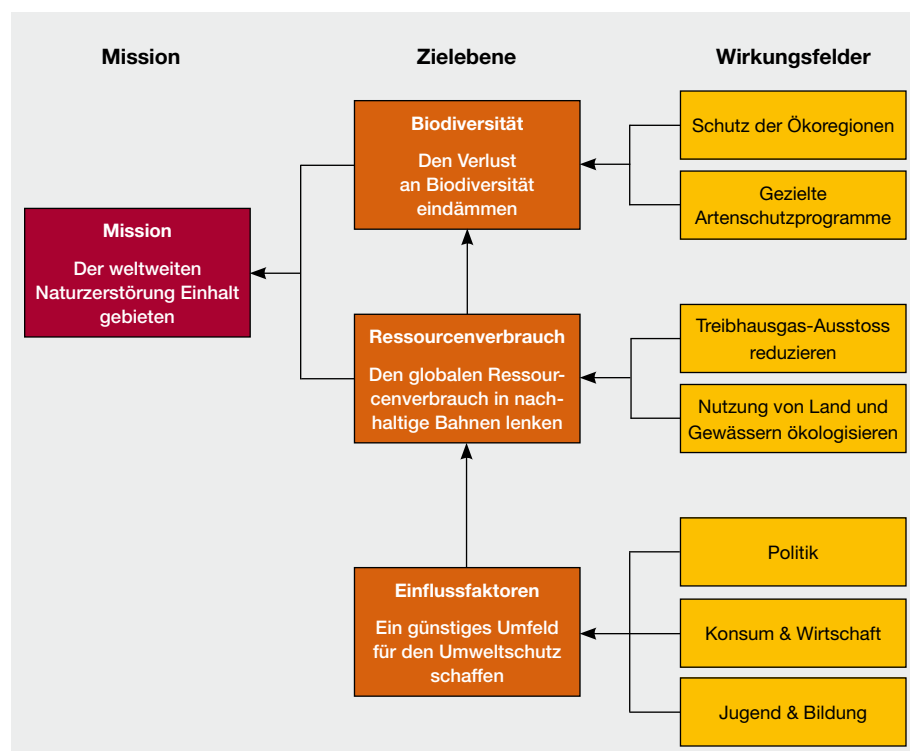 Mission
Zielebene
Wirkungsfelder
Mission
Der weltweiten
Naturzerstörung Einhalt
gebieten
Biodiversität
Den Verlust
an Biodiversität
eindämmen
Ressourcenverbrauch
Den globalen Ressour-
cenverbrauch in nach-
haltige Bahnen lenken
Einflussfaktoren
Ein günstiges Umfeld
für den Umweltschutz
schaffen
Schutz der Ökoregionen
Gezielte
Artenschutzprogramme
Treibhausgas-Ausstoss
reduzieren
Nutzung von Land und
Gewässern ökologisieren
Politik
Konsum & Wirtschaft
Jugend & Bildung